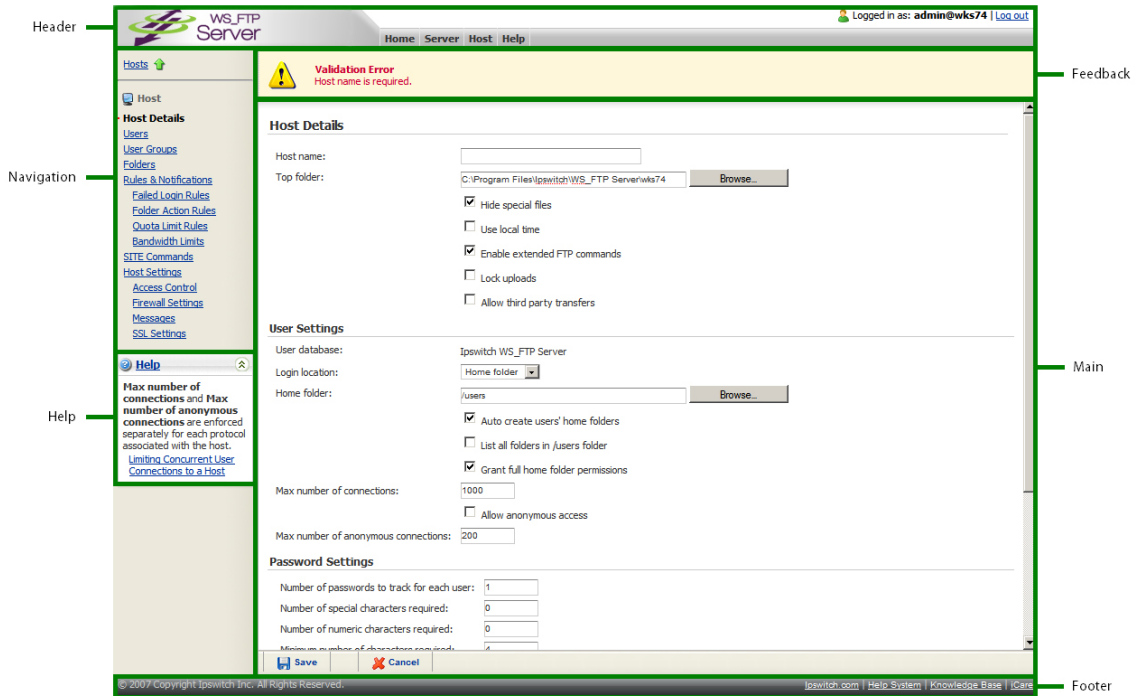 Header
WS_FTP
Server
Logged in as: admin@wks74 | Log out
Home Server Host Help
Hosts
Validation Error
Host name is required.
Feedback
Host
Host Details
Users
User Groups
Folders
Rules & Notifications
Failed Login Rules
Folder Action Rules
Quota Limit Rules
Bandwidth Limits
SITE Commands
Host Settings
Access Control
Firewall Settings
Messages
SSL Settings
Navigation
Help
Max number of
connections and Max
number of anonymous
connections are enforced
separately for each protocol
associated with the host.
Limiting Concurrent User
Connections to a Host
Help
Host Details
Host name:
Top folder: C:\Program Files\Ipswitch\WS_FTP Server\wks74 Browse...
Hide special files
Use local time
Enable extended FTP commands
Lock uploads
Allow third party transfers
User Settings
User database: Ipswitch WS_FTP Server
Login location: Home folder
Home folder: /users Browse...
Auto create users' home folders
List all folders in /users folder
Grant full home folder permissions
Max number of connections: 1000
Allow anonymous access
Max number of anonymous connections: 200
Password Settings
Number of passwords to track for each user: 1
Number of special characters required: 0
Number of numeric characters required: 0
Minimum number of characters required: 4
Main
Save Cancel
© 2007 Copyright Ipswitch Inc. All Rights Reserved. Ipswitch.com | Help System | Knowledge Base | iCare
Footer